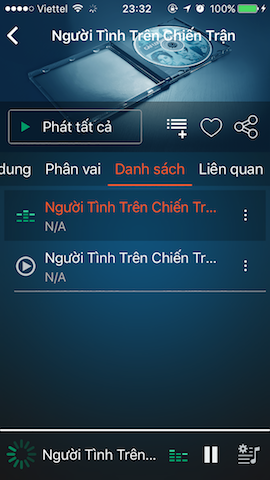 Viettel 23:32 100%
Người Tình Trên Chiến Trận
Phát tất cả
dung Phân vai Danh sách Liên quan
Người Tình Trên Chiến Tr...
N/A
Người Tình Trên Chiến Tr...
N/A
Người Tình Trên...